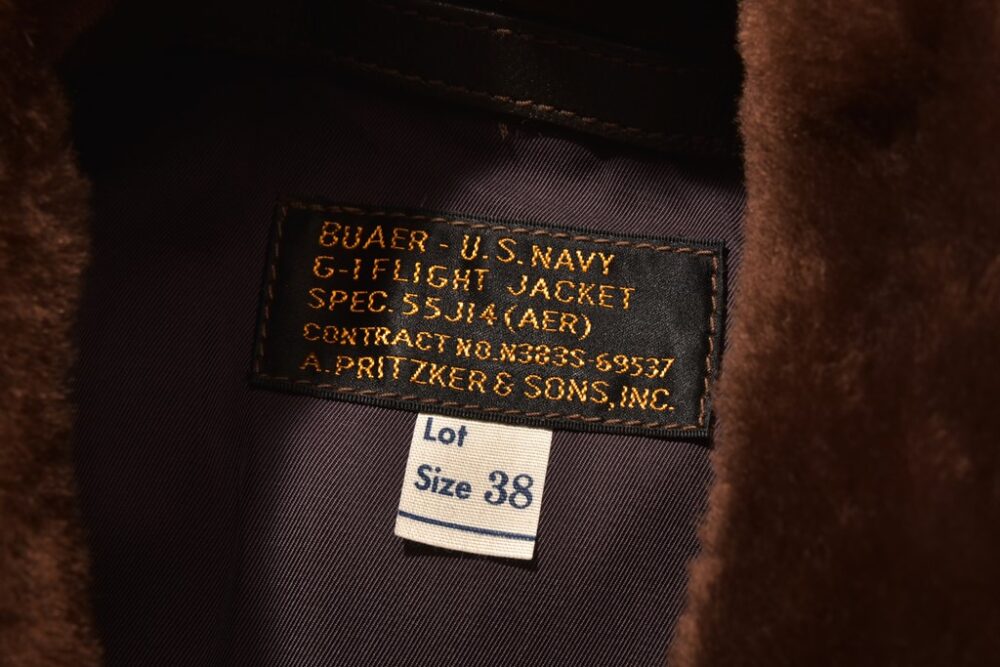 BUAER - U.S. NAVY
G-1 FLIGHT JACKET
SPEC. 55J14 (AER)
CONTRACT NO. N383S-69537
A. PRITZKER & SONS, INC.
Lot
Size 38